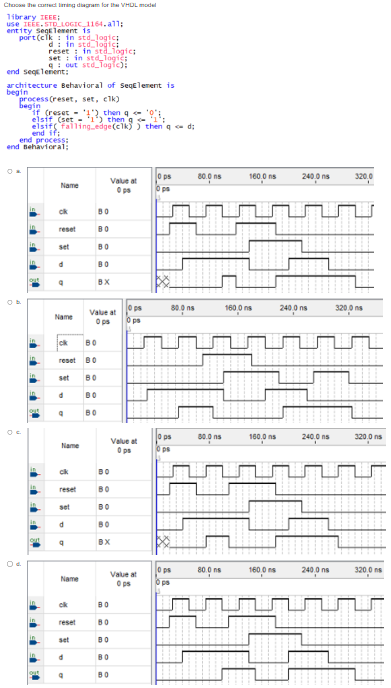 Choose the correct timing diagram for the VHDL model
library IEEE;
use IEEE.STD_LOGIC_1164.all;
entity SeqElement is
port(clk : in std_logic;
d : in std_logic;
reset : in std_logic;
set : in std_logic;
q : out std_logic);
end SeqElement;
architecture Behavioral of SeqElement is
begin
process(reset, set, clk)
begin
if (reset = '1') then q <= '0';
elsif (set = '1') then q <= '1';
elsif( falling_edge(clk) ) then q <= d;
end if;
end process;
end Behavioral;
a.
Name Value at 0 ps 0 ps 80.0 ns 160.0 ns 240.0 ns 320.0
0 ps
in clk B 0
in reset B 0
in set B 0
in d B 0
out q B X
b.
Name Value at 0 ps 0 ps 80.0 ns 160.0 ns 240.0 ns 320.0 ns
0 ps
in clk B 0
in reset B 0
in set B 0
in d B 0
out q B 0
c.
Name Value at 0 ps 0 ps 80.0 ns 160.0 ns 240.0 ns 320.0 ns
0 ps
in clk B 0
in reset B 0
in set B 0
in d B 0
out q B X
d.
Name Value at 0 ps 0 ps 80.0 ns 160.0 ns 240.0 ns 320.0 ns
0 ps
in clk B 0
in reset B 0
in set B 0
in d B 0
out q B 0